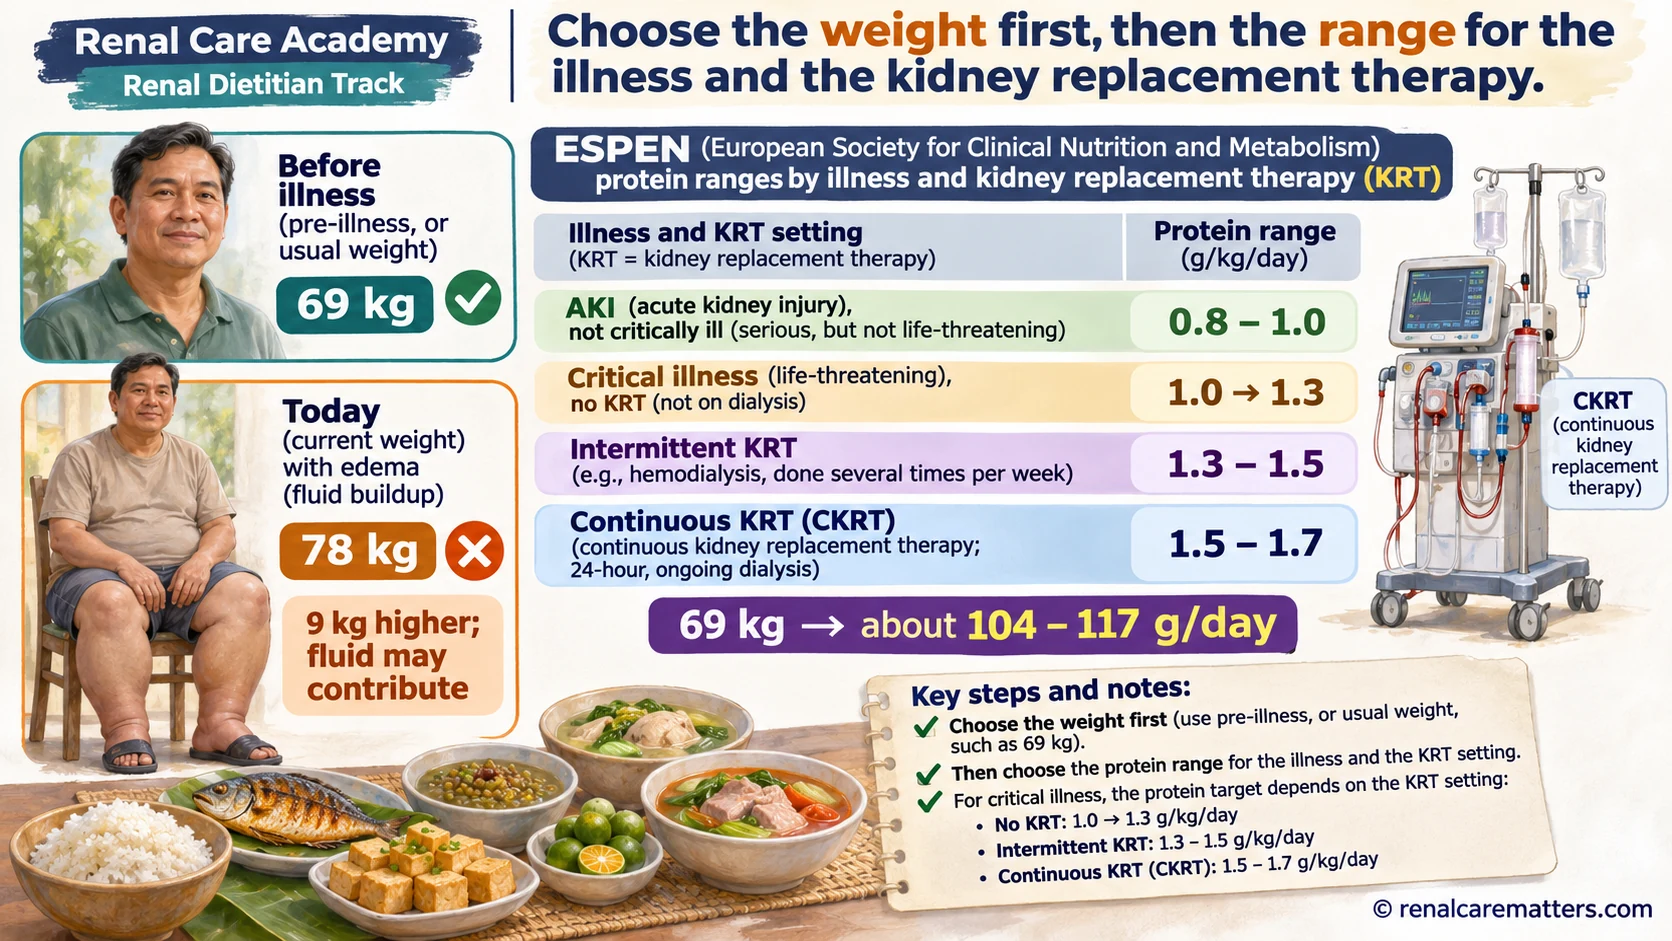 Renal Care Academy
Renal Dietitian Track
Choose the weight first, then the range for the
illness and the kidney replacement therapy.
Before
illness
(pre-illness, or
usual weight)
69 kg
Today
(current weight)
with edema
(fluid buildup)
78 kg
9 kg higher;
fluid may
contribute
ESPEN (European Society for Clinical Nutrition and Metabolism)
protein ranges by illness and kidney replacement therapy (KRT)
Illness and KRT setting
(KRT = kidney replacement therapy)
Protein range
(g/kg/day)
AKI (acute kidney injury),
not critically ill (serious, but not life-threatening)
0.8 – 1.0
Critical illness (life-threatening),
no KRT (not on dialysis)
1.0 → 1.3
Intermittent KRT
(e.g., hemodialysis, done several times per week)
1.3 – 1.5
Continuous KRT (CKRT)
(continuous kidney replacement therapy;
24-hour, ongoing dialysis)
1.5 – 1.7
69 kg → about 104 – 117 g/day
CKRT
(continuous
kidney
replacement
therapy)
Key steps and notes:
Choose the weight first (use pre-illness, or usual weight,
such as 69 kg).
Then choose the protein range for the illness and the KRT setting.
For critical illness, the protein target depends on the KRT setting:
• No KRT: 1.0 → 1.3 g/kg/day
• Intermittent KRT: 1.3 – 1.5 g/kg/day
• Continuous KRT (CKRT): 1.5 – 1.7 g/kg/day
© renalcarematters.com